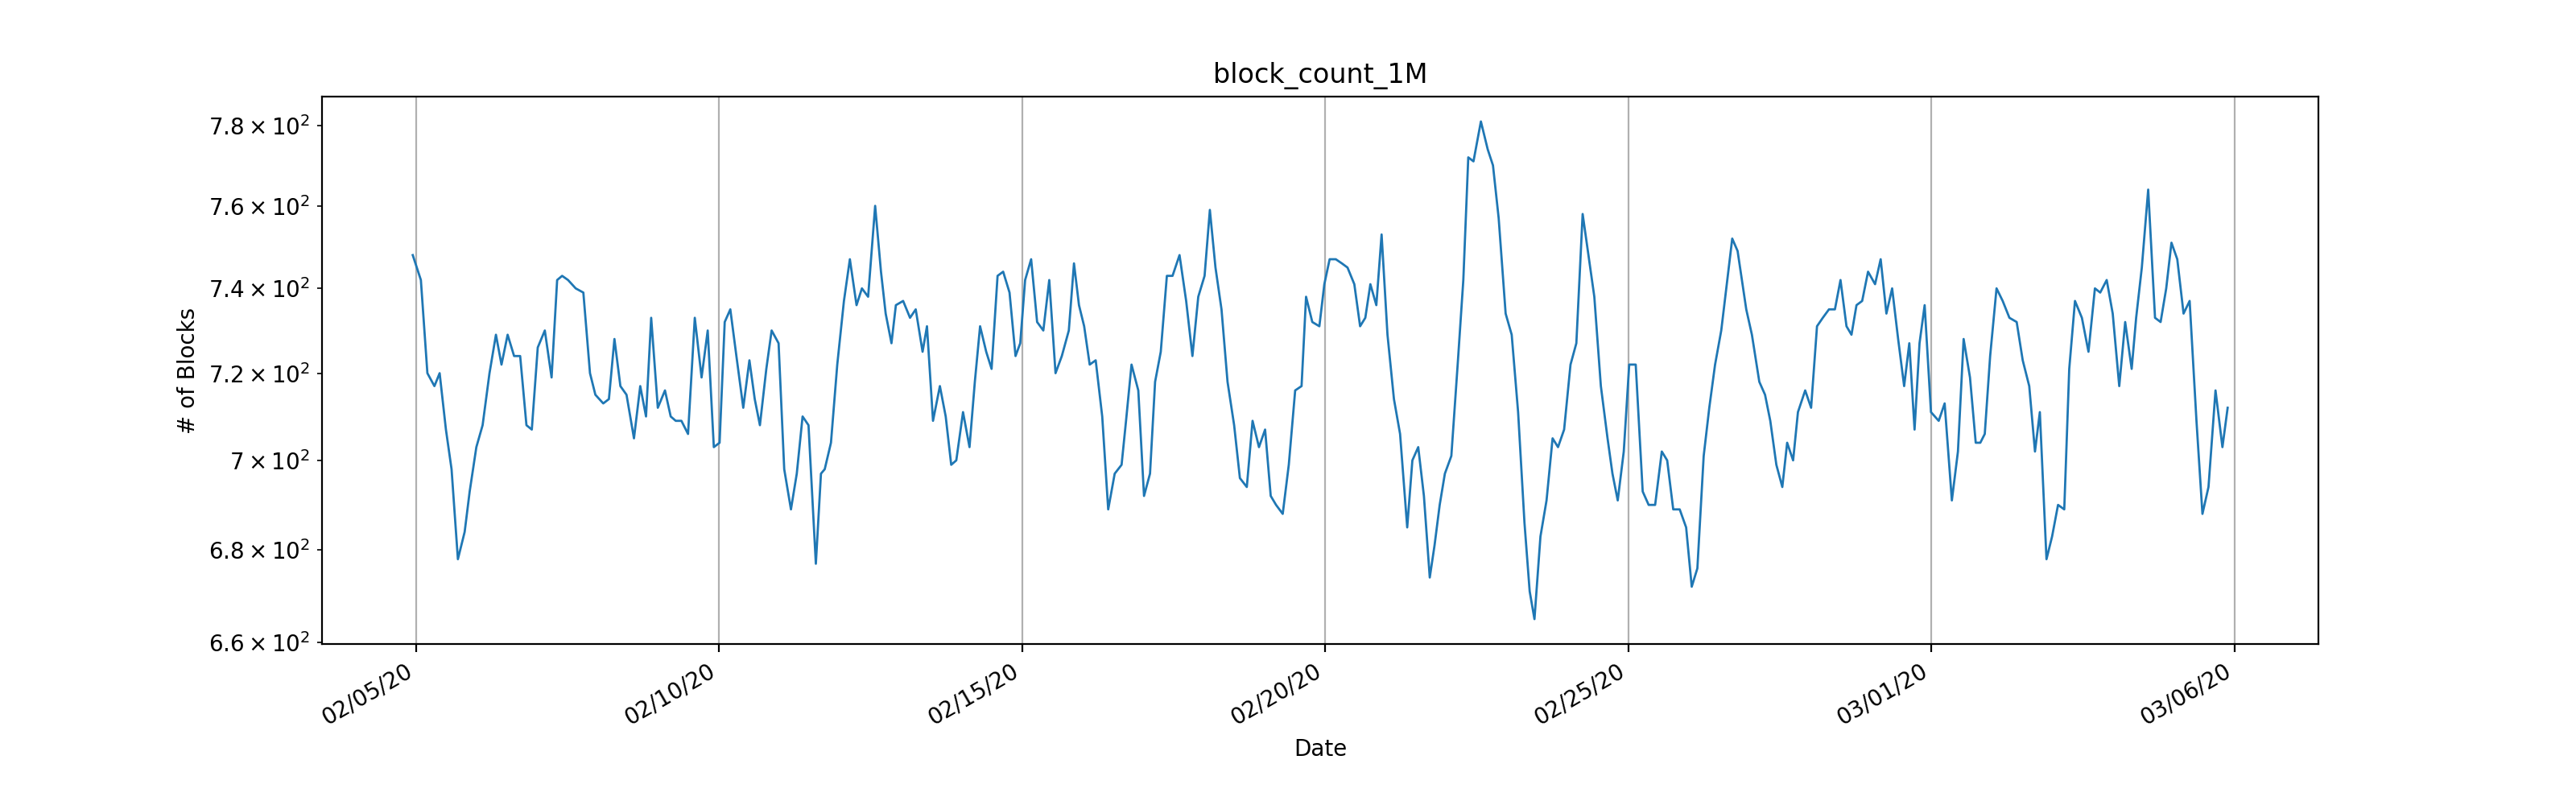 block_count_1M
# of Blocks
7.8 × 10²
7.6 × 10²
7.4 × 10²
7.2 × 10²
7 × 10²
6.8 × 10²
6.6 × 10²
02/05/20
02/10/20
02/15/20
02/20/20
02/25/20
03/01/20
03/06/20
Date